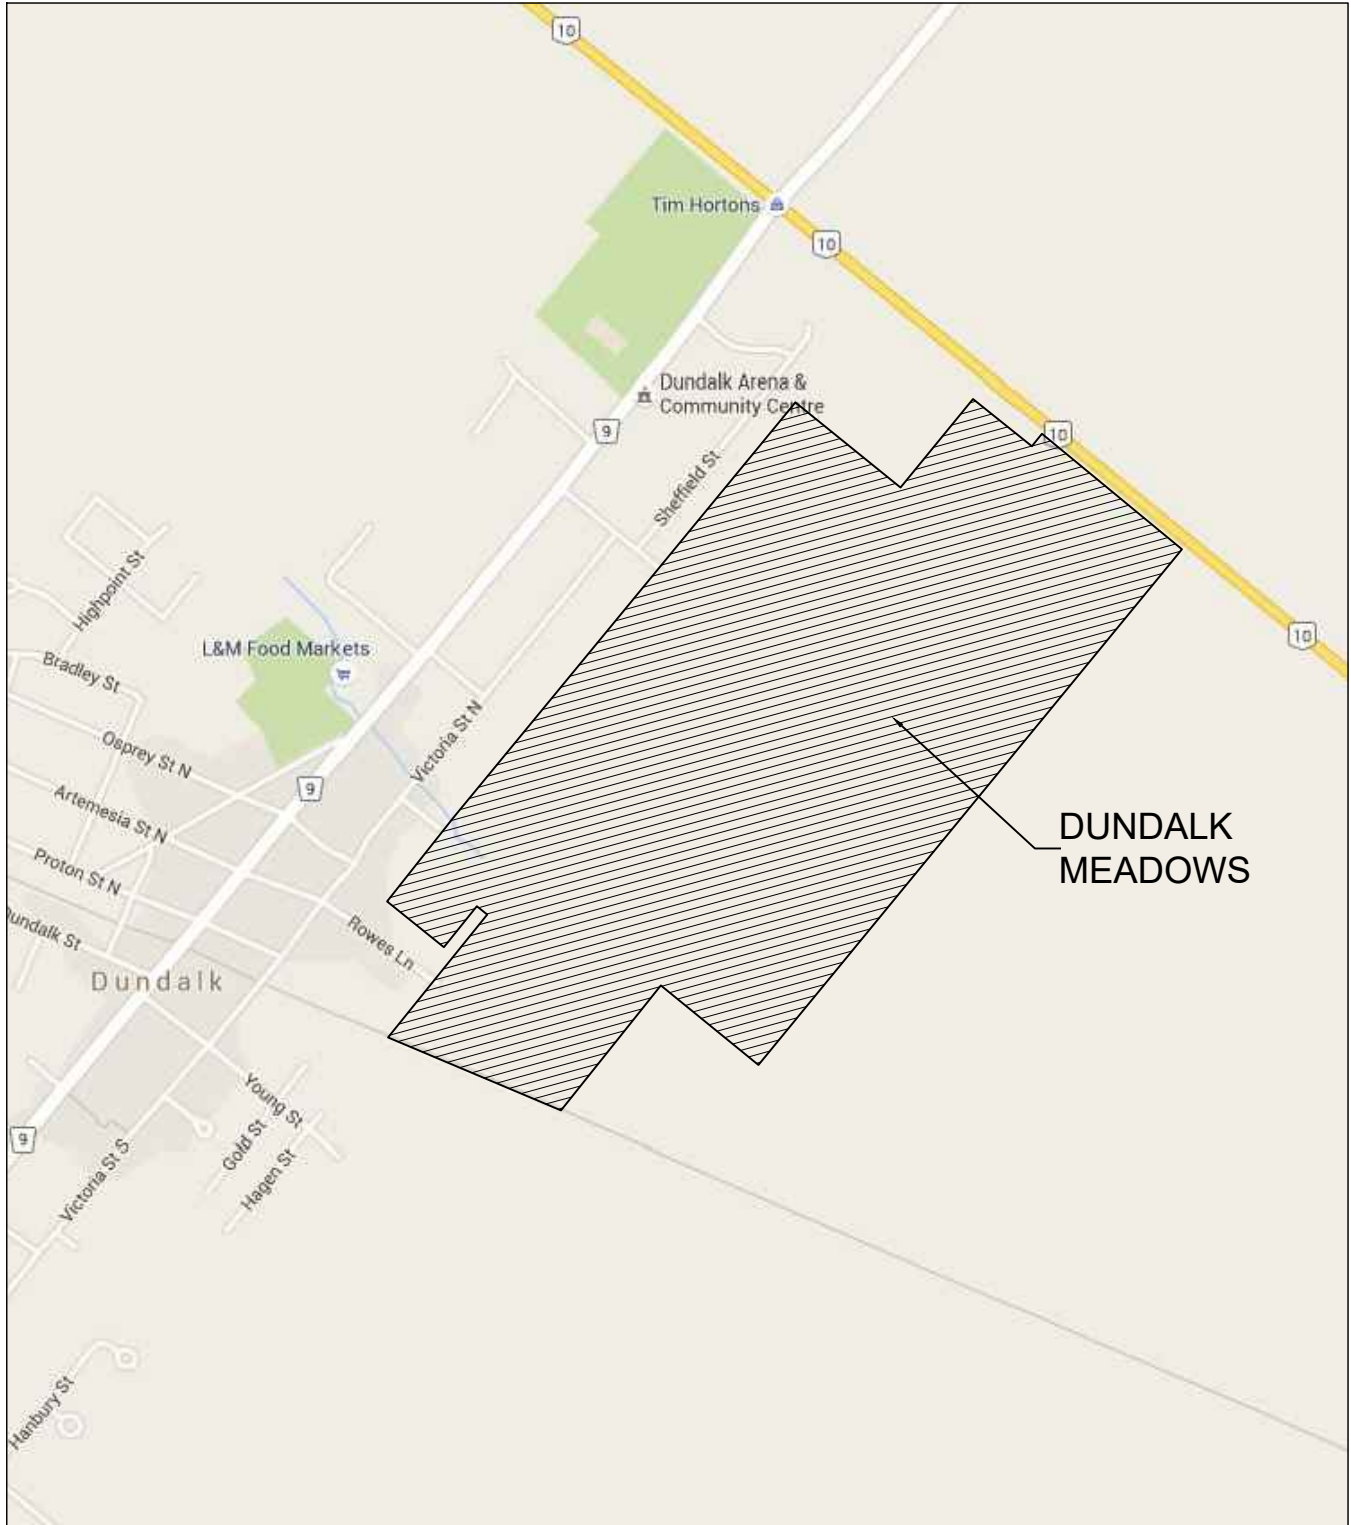 10
Tim Hortons
10
Dundalk Arena &
Community Centre
9
10
Sheffield St
Highpoint St
10
L&M Food Markets
Bradley St
Victoria St N
Osprey St N
9
Artemesia St N
DUNDALK
MEADOWS
Proton St N
Dundalk St
Rowes Ln
Dundalk
Young St
9
Gold St
Victoria St S
Hagen St
Hanbury St